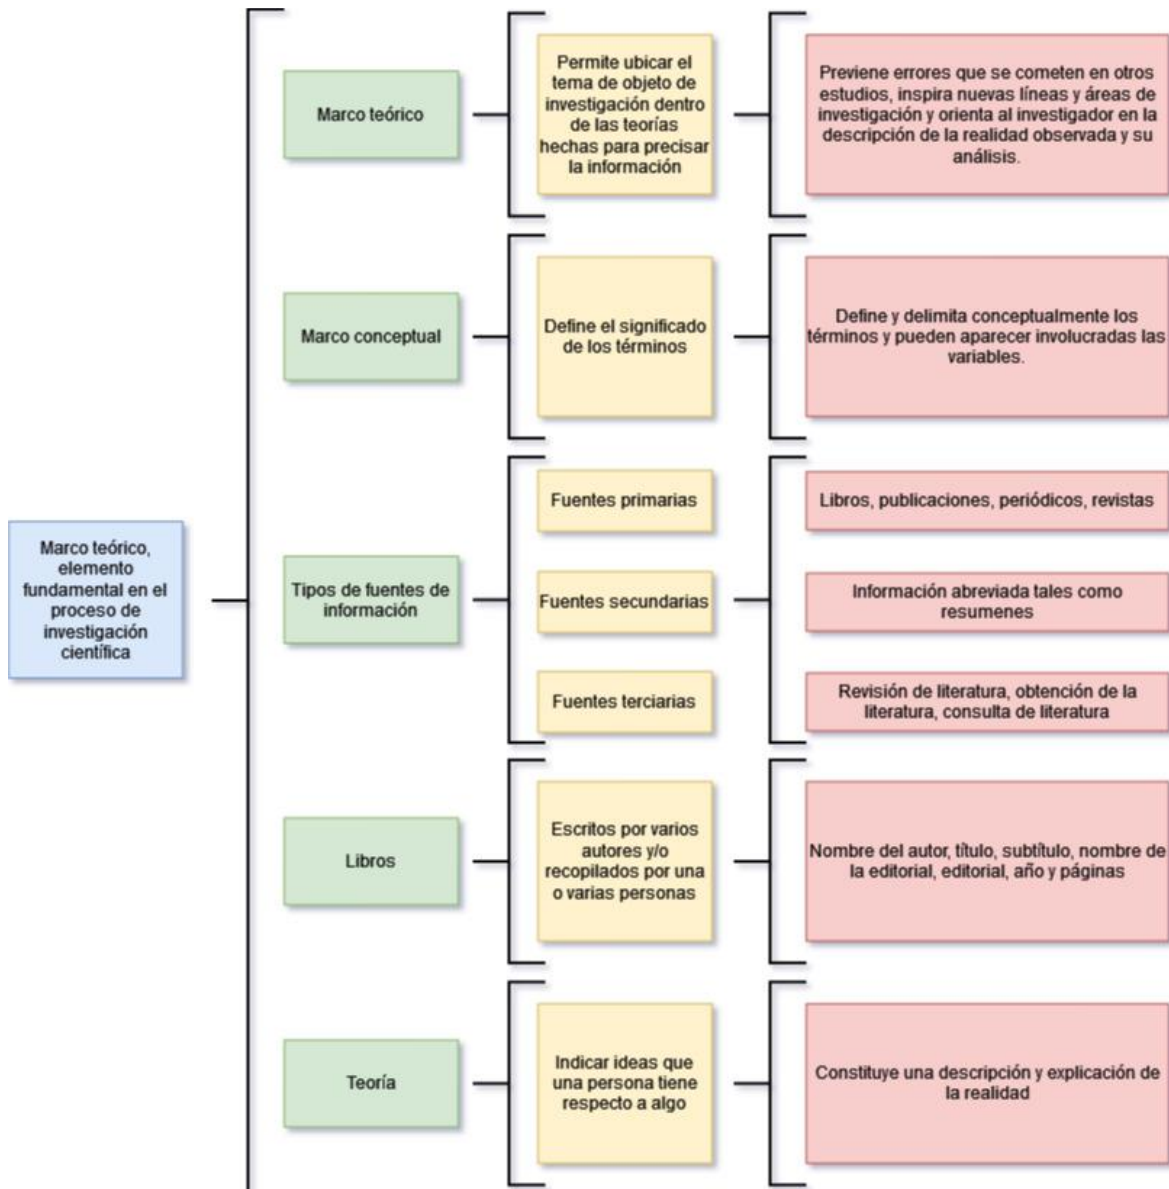 Marco teórico,
elemento
fundamental en el
proceso de
investigación
científica
Marco teórico
Permite ubicar el
tema de objeto de
investigación dentro
de las teorías
hechas para precisar
la información
Previene errores que se cometen en otros
estudios, inspira nuevas líneas y áreas de
investigación y orienta al investigador en la
descripción de la realidad observada y su
análisis.
Marco conceptual
Define el significado
de los términos
Define y delimita conceptualmente los
términos y pueden aparecer involucradas las
variables.
Tipos de fuentes de
información
Fuentes primarias
Libros, publicaciones, periódicos, revistas
Fuentes secundarias
Información abreviada tales como
resumenes
Fuentes terciarias
Revisión de literatura, obtención de la
literatura, consulta de literatura
Libros
Escritos por varios
autores y/o
recopilados por una
o varias personas
Nombre del autor, título, subtítulo, nombre de
la editorial, editorial, año y páginas
Teoría
Indicar ideas que
una persona tiene
respecto a algo
Constituye una descripción y explicación de
la realidad